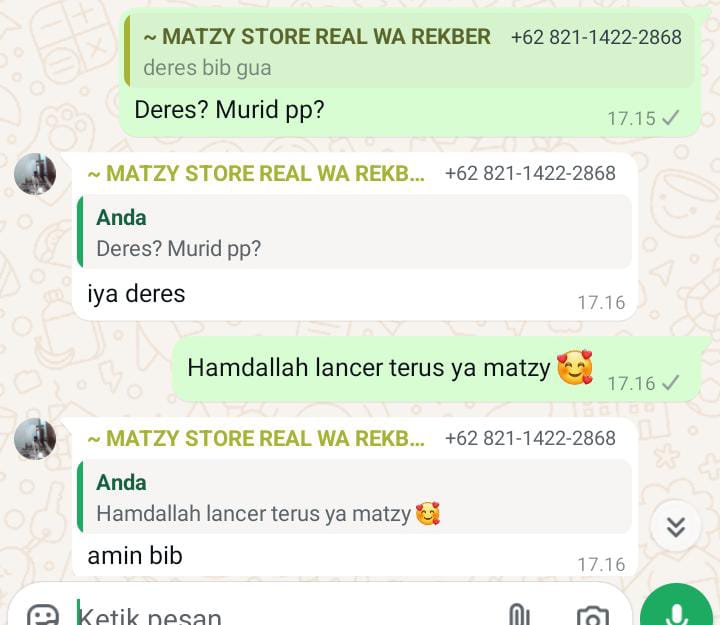 ~ MATZY STORE REAL WA REKBER +62 821-1422-2868
deres bib gua
Deres? Murid pp?
17.15
~ MATZY STORE REAL WA REKB... +62 821-1422-2868
Anda
Deres? Murid pp?
iya deres
17.16
Hamdallah lancer terus ya matzy 🥰
17.16
~ MATZY STORE REAL WA REKB... +62 821-1422-2868
Anda
Hamdallah lancer terus ya matzy 🥰
amin bib
17.16
Ketik pesan